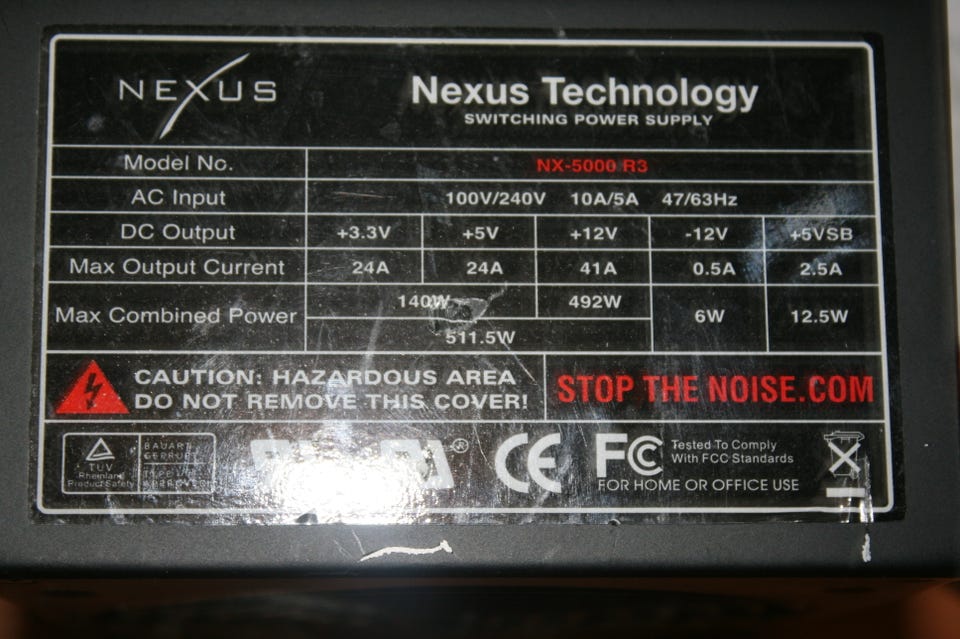 NEXUS
Nexus Technology
SWITCHING POWER SUPPLY
Model No. NX-5000 R3
AC Input 100V/240V 10A/5A 47/63Hz
DC Output +3.3V +5V +12V -12V +5VSB
Max Output Current 24A 24A 41A 0.5A 2.5A
Max Combined Power 140W 492W 6W 12.5W
511.5W
CAUTION: HAZARDOUS AREA
DO NOT REMOVE THIS COVER!
STOP THE NOISE.COM
TUV
Rheinland
Product Safety
BAUART
GEPRÜFT
TYPE
APPROVED
CE
FC
Tested To Comply
With FCC Standards
FOR HOME OR OFFICE USE